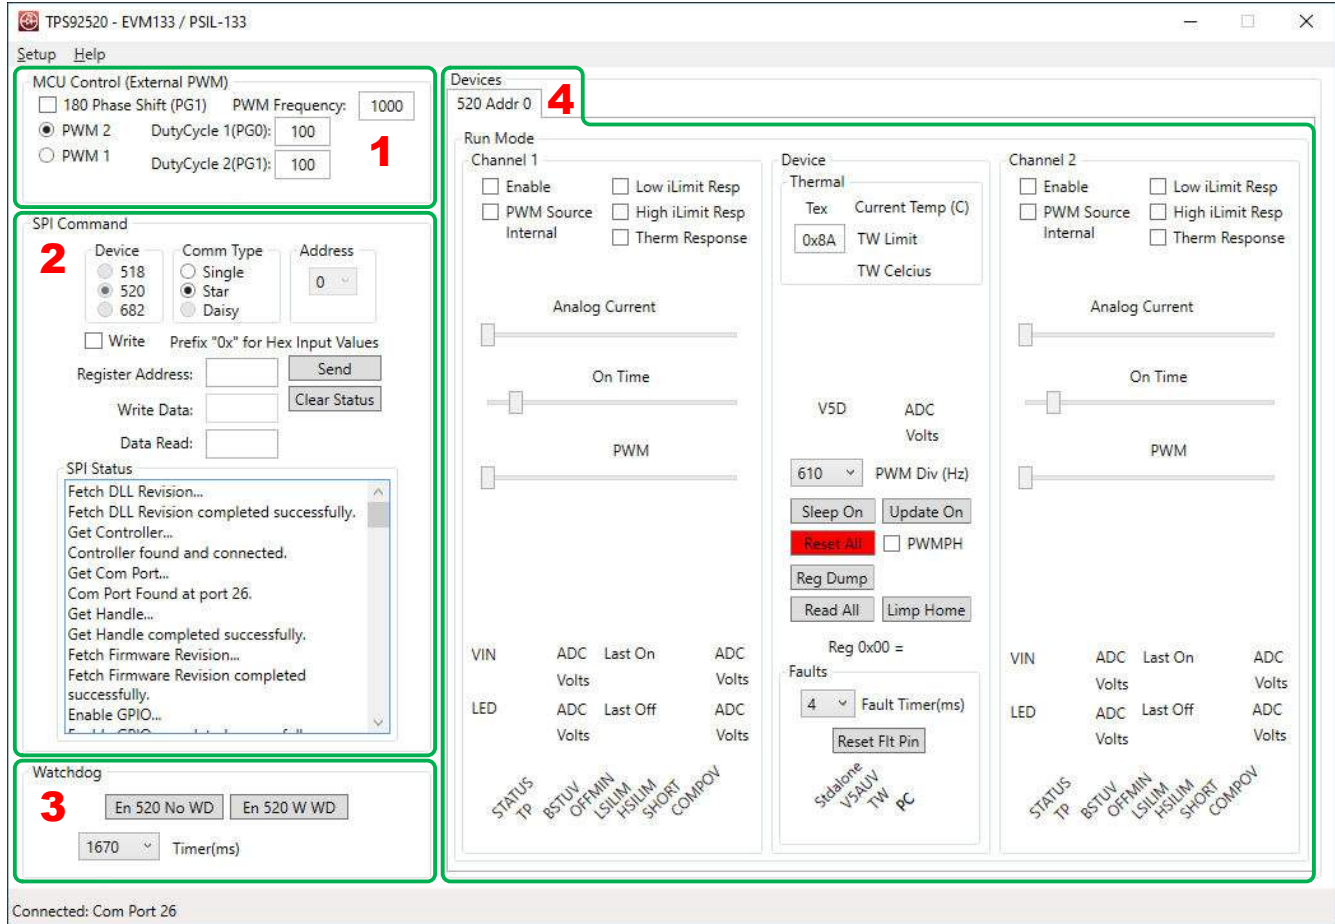 TPS92520 - EVM133 / PSIL-133
Setup Help
MCU Control (External PWM)
180 Phase Shift (PG1) PWM Frequency: 1000
PWM 2 DutyCycle 1(PG0): 100
PWM 1 DutyCycle 2(PG1): 100
1
SPI Command
2
Device Comm Type Address
518 Single
520 Star 0
682 Daisy
Write Prefix "0x" for Hex Input Values
Register Address: Send
Write Data: Clear Status
Data Read:
SPI Status
Fetch DLL Revision...
Fetch DLL Revision completed successfully.
Get Controller...
Controller found and connected.
Get Com Port...
Com Port Found at port 26.
Get Handle...
Get Handle completed successfully.
Fetch Firmware Revision...
Fetch Firmware Revision completed
successfully.
Enable GPIO...
Watchdog
3
En 520 No WD En 520 W WD
1670 Timer(ms)
Devices
520 Addr 0 4
Run Mode
Channel 1
Enable Low iLimit Resp
PWM Source High iLimit Resp
Internal Therm Response
Analog Current
On Time
PWM
VIN ADC Last On ADC
Volts Volts
LED ADC Last Off ADC
Volts Volts
STATUS TP BSTUV OFFMIN LSILIM HSILIM SHORT COMPOV
Device
Thermal
Tex Current Temp (C)
0x8A TW Limit
TW Celcius
V5D ADC
Volts
610 PWM Div (Hz)
Sleep On Update On
Reset All PWMPH
Reg Dump
Read All Limp Home
Reg 0x00 =
Faults
4 Fault Timer(ms)
Reset Flt Pin
Stdalone V5AUV TW PC
Channel 2
Enable Low iLimit Resp
PWM Source High iLimit Resp
Internal Therm Response
Analog Current
On Time
PWM
VIN ADC Last On ADC
Volts Volts
LED ADC Last Off ADC
Volts Volts
STATUS TP BSTUV OFFMIN LSILIM HSILIM SHORT COMPOV
Connected: Com Port 26